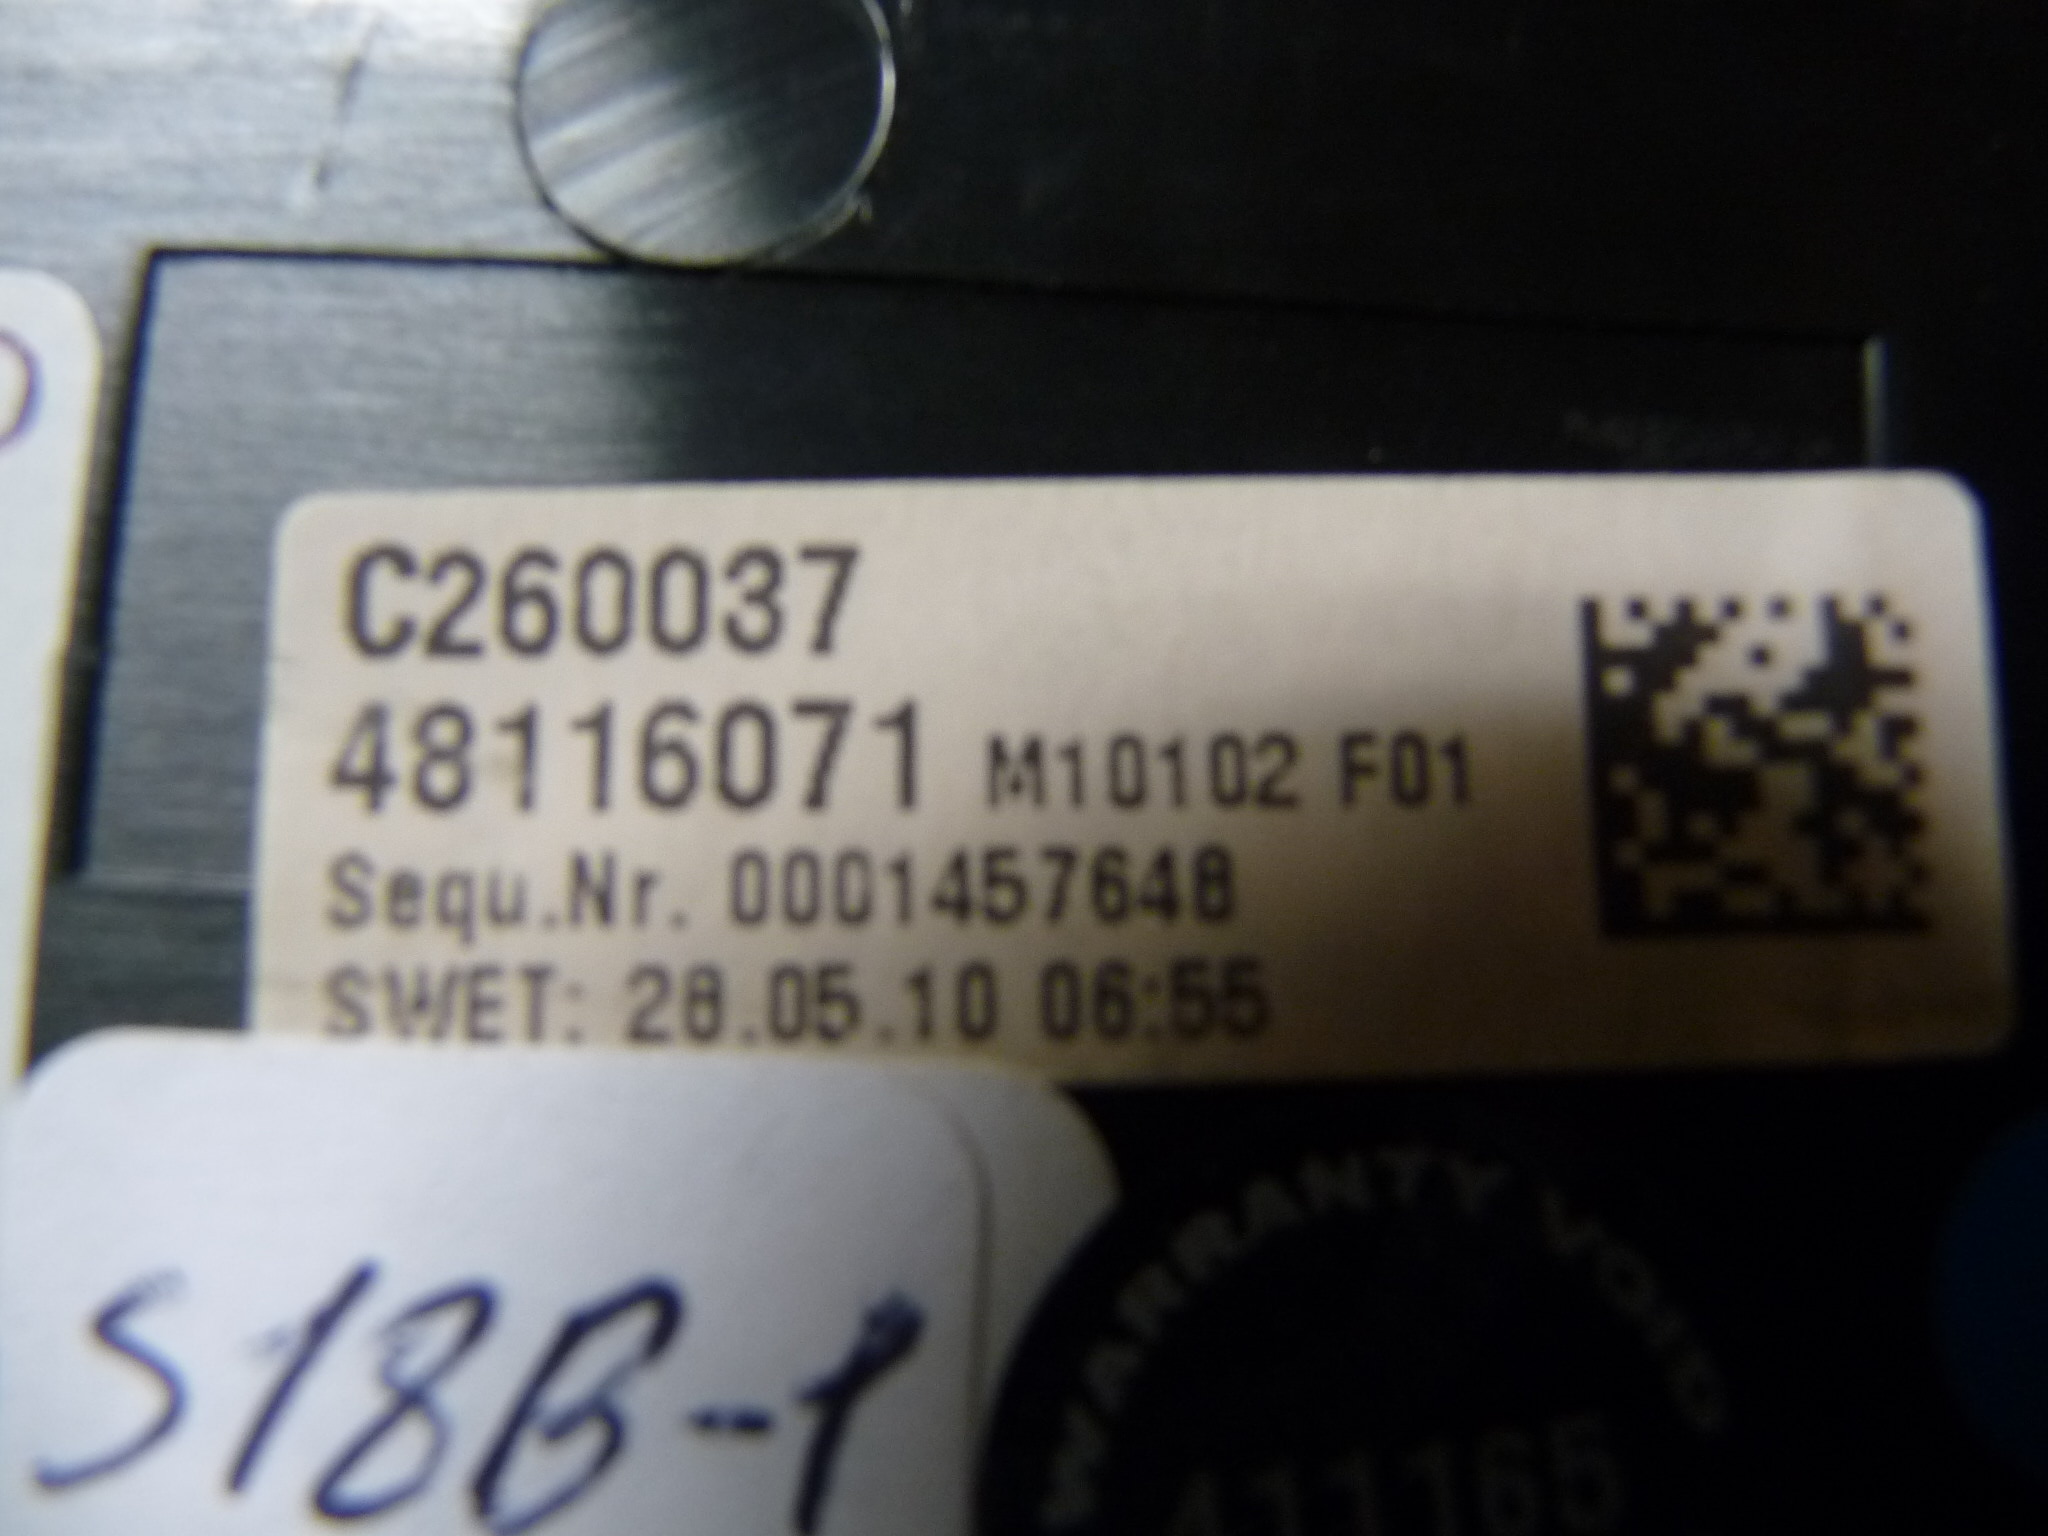 C260037
48116071 M10102 F01
Sequ.Nr. 0001457648
SWET: 28.05.10 06:55
S18B-1
WARRANTY VOID